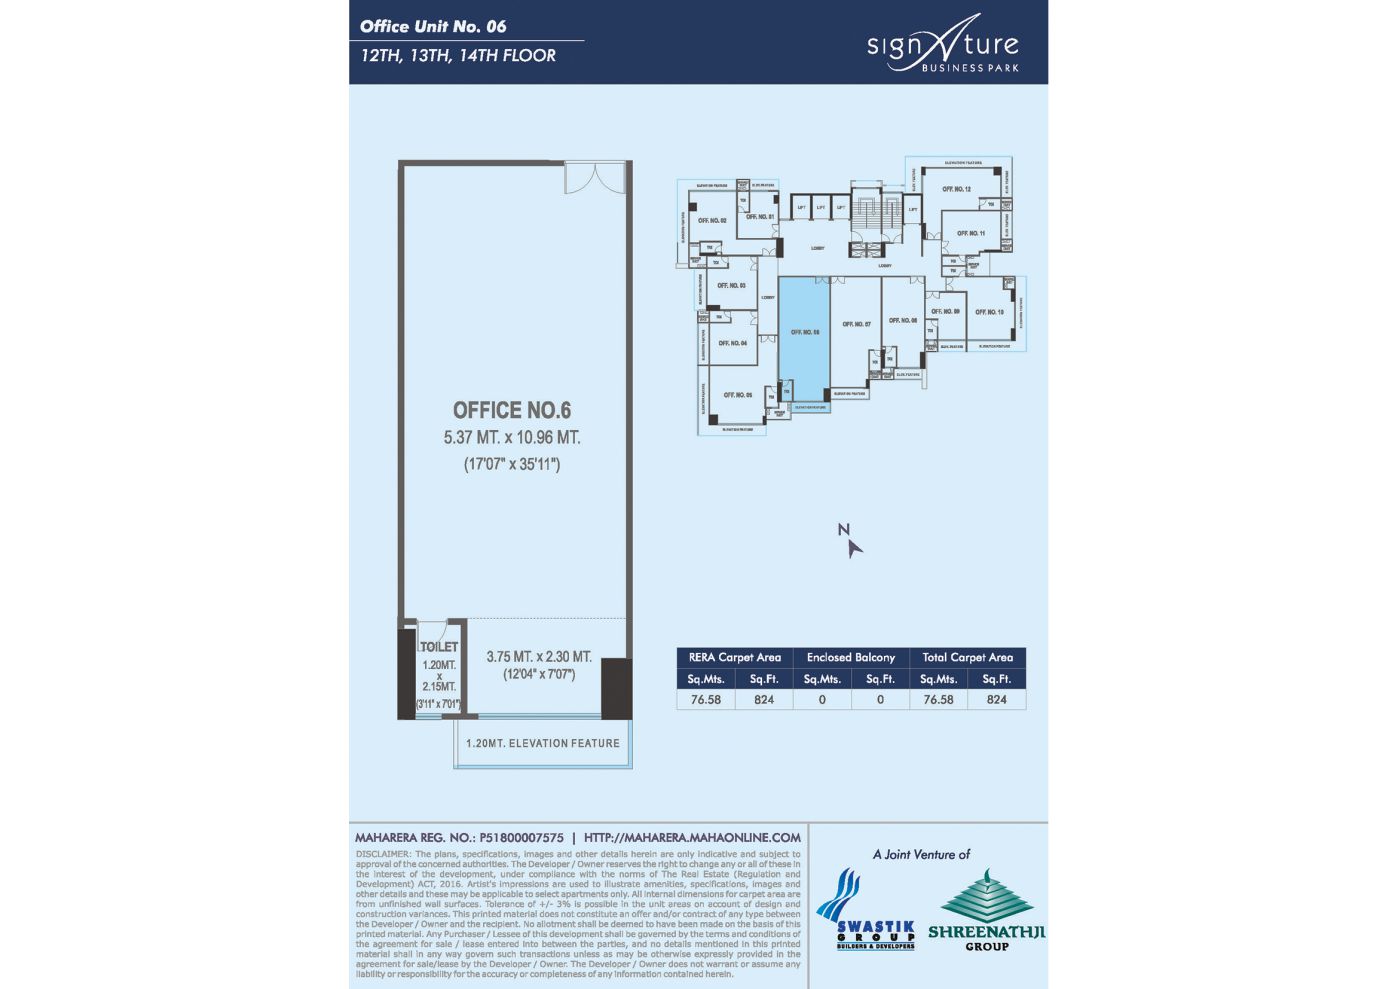 Office Unit No. 06
12TH, 13TH, 14TH FLOOR
signAture
BUSINESS PARK
OFFICE NO.6
5.37 MT. x 10.96 MT.
(17'07" x 35'11")
TOILET
1.20MT.
x
2.15MT.
(3'11" x 7'01")
3.75 MT. x 2.30 MT.
(12'04" x 7'07")
1.20MT. ELEVATION FEATURE
ELEVATION FEATURE
ELEV. FEATURE
OFF. NO. 12
OFF. NO. 11
OFF. NO. 02
OFF. NO. 01
LIFT
LIFT
LIFT
LIFT
LOBBY
LOBBY
LOBBY
OFF. NO. 03
OFF. NO. 04
OFF. NO. 05
OFF. NO. 06
OFF. NO. 07
OFF. NO. 08
OFF. NO. 09
OFF. NO. 10
ELEVATION FEATURE
ELEVATION FEATURE
ELEV. FEATURE
ELEVATION FEATURE
ELEVATION FEATURE
N
RERA Carpet Area Enclosed Balcony Total Carpet Area
Sq.Mts. Sq.Ft. Sq.Mts. Sq.Ft. Sq.Mts. Sq.Ft.
76.58 824 0 0 76.58 824
MAHARERA REG. NO.: P51800007575 | HTTP://MAHARERA.MAHAONLINE.COM
DISCLAIMER: The plans, specifications, images and other details herein are only indicative and subject to
approval of the concerned authorities. The Developer / Owner reserves the right to change any or all of these in
the interest of the development, under compliance with the norms of The Real Estate (Regulation and
Development) ACT, 2016. Artist's impressions are used to illustrate amenities, specifications, images and
other details and these may be applicable to select apartments only. All internal dimensions for carpet area are
from unfinished wall surfaces. Tolerance of +/- 3% is possible in the unit areas on account of design and
construction variances. This printed material does not constitute an offer and/or contract of any type between
the Developer / Owner and the recipient. No allotment shall be deemed to have been made on the basis of this
printed material. Any Purchaser / Lessee of this development shall be governed by the terms and conditions of
the agreement for sale / lease entered into between the parties, and no details mentioned in this printed
material shall in any way govern such transactions unless as may be otherwise expressly provided in the
agreement for sale/lease by the Developer / Owner. The Developer / Owner does not warrant or assume any
liability or responsibility for the accuracy or completeness of any information contained herein.
A Joint Venture of
SWASTIK
GROUP
BUILDERS & DEVELOPERS
SHREENATHJI
GROUP